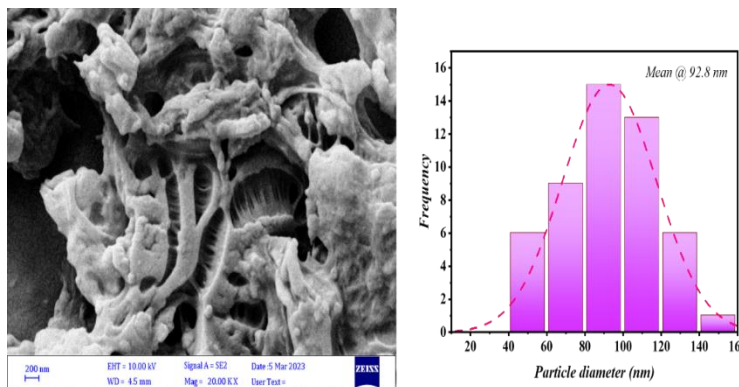 200 nm
EHT = 10.00 kV
Signal A = SE2
Date :5 Mar 2023
ZEISS
WD = 4.5 mm
Mag = 20.00 K X
User Text =
Mean @ 92.8 nm
Frequency
16
14
12
10
8
6
4
2
0
20 40 60 80 100 120 140 160
Particle diameter (nm)